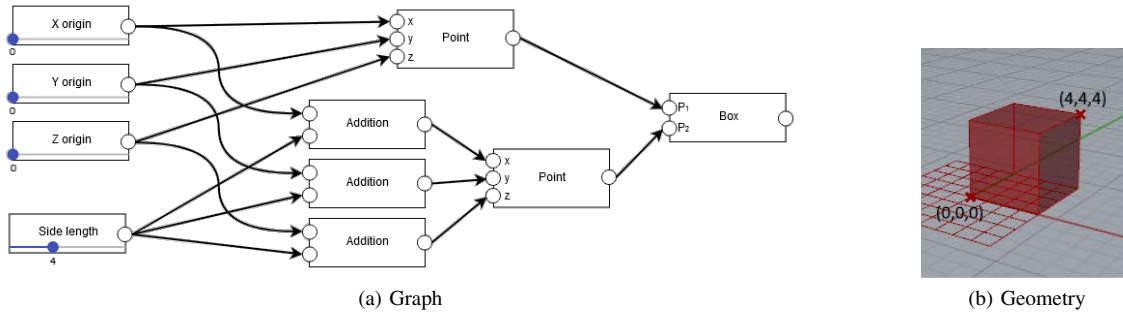 X origin
0
Y origin
0
Z origin
0
Side length
4
x
y
z
Point
Addition
Addition
Addition
x
y
z
Point
P1
P2
Box
(4,4,4)
(0,0,0)
(a) Graph
(b) Geometry